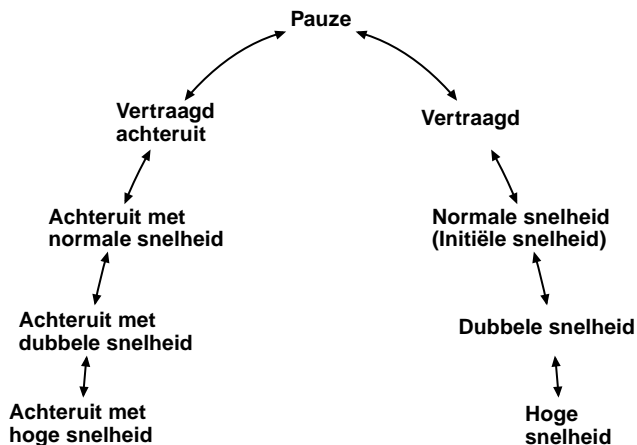 Pauze
Vertraagd
achteruit
Vertraagd
Achteruit met
normale snelheid
Normale snelheid
(Initiële snelheid)
Achteruit met
dubbele snelheid
Dubbele snelheid
Achteruit met
hoge snelheid
Hoge
snelheid